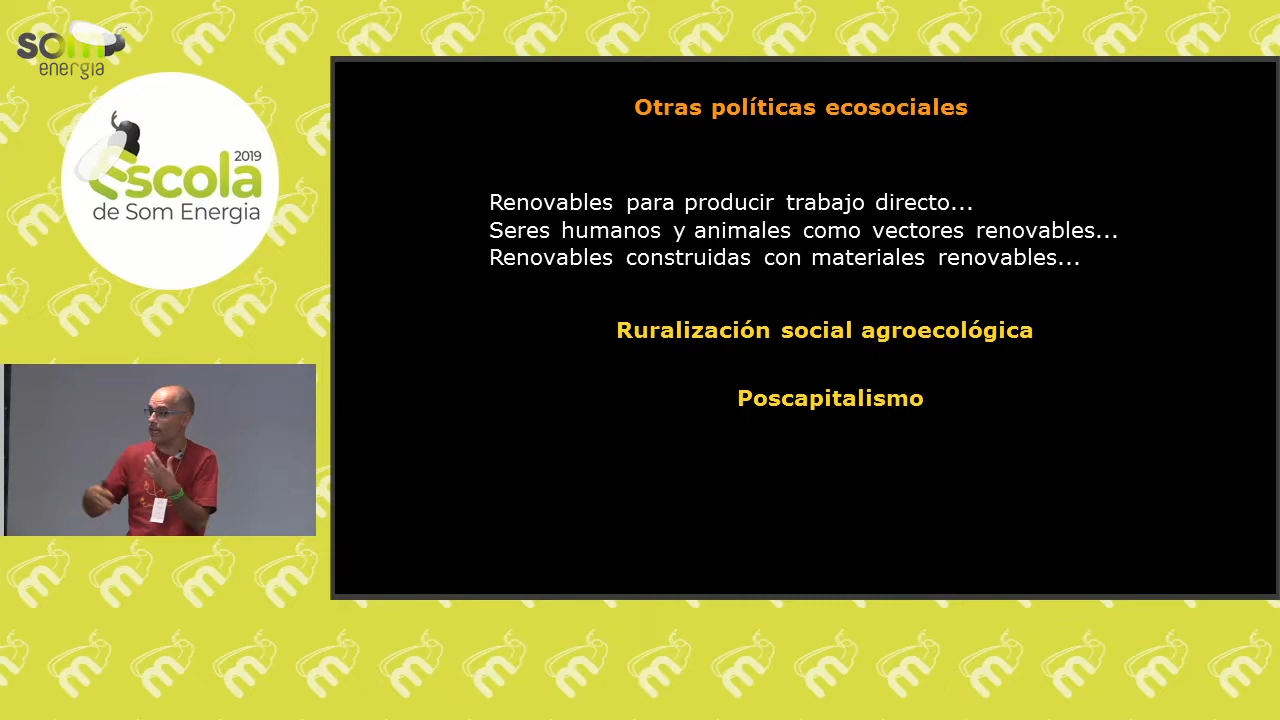 som
energia
2019
Escola
de Som Energia
Otras políticas ecosociales
Renovables para producir trabajo directo...
Seres humanos y animales como vectores renovables...
Renovables construidas con materiales renovables...
Ruralización social agroecológica
Poscapitalismo